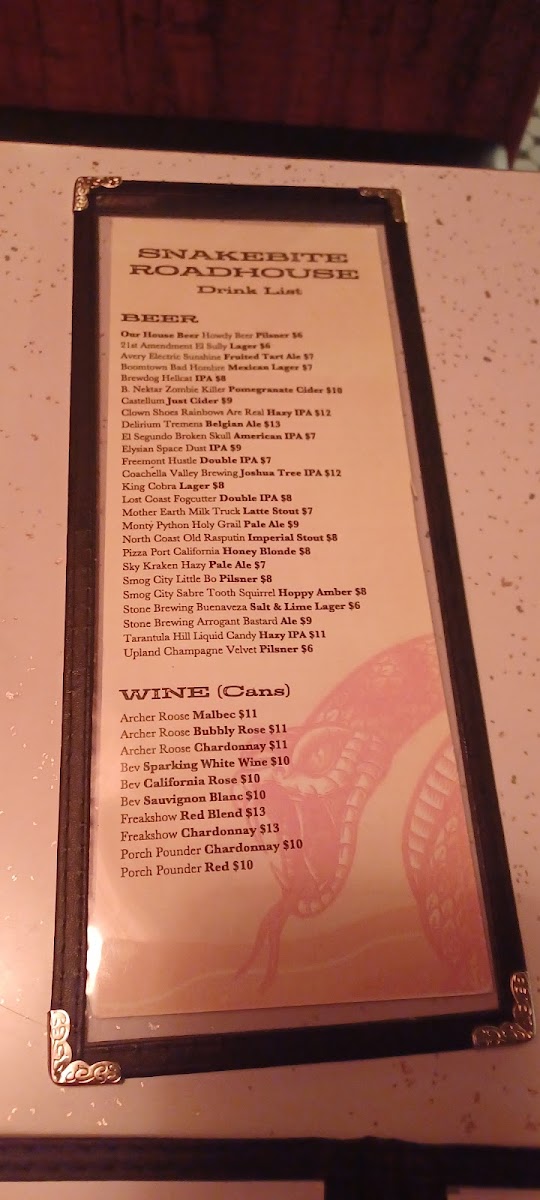 SNAKEBITE
ROADHOUSE
Drink List
BEER
Our House Beer Howdy Beer Pilsner $6
21st Amendment El Sully Lager $6
Avery Electric Sunshine Fruited Tart Ale $7
Boomtown Bad Hombre Mexican Lager $7
Brewdog Hellcat IPA $8
B. Nektar Zombie Killer Pomegranate Cider $10
Castellum Just Cider $9
Clown Shoes Rainbows Are Real Hazy IPA $12
Delirium Tremens Belgian Ale $13
El Segundo Broken Skull American IPA $7
Elysian Space Dust IPA $9
Freemont Hustle Double IPA $7
Coachella Valley Brewing Joshua Tree IPA $12
King Cobra Lager $8
Lost Coast Fogcutter Double IPA $8
Mother Earth Milk Truck Latte Stout $7
Monty Python Holy Grail Pale Ale $9
North Coast Old Rasputin Imperial Stout $8
Pizza Port California Honey Blonde $8
Sky Kraken Hazy Pale Ale $7
Smog City Little Bo Pilsner $8
Smog City Sabre Tooth Squirrel Hoppy Amber $8
Stone Brewing Buenaveza Salt & Lime Lager $6
Stone Brewing Arrogant Bastard Ale $9
Tarantula Hill Liquid Candy Hazy IPA $11
Upland Champagne Velvet Pilsner $6
WINE (Cans)
Archer Roose Malbec $11
Archer Roose Bubbly Rose $11
Archer Roose Chardonnay $11
Bev Sparking White Wine $10
Bev California Rose $10
Bev Sauvignon Blanc $10
Freakshow Red Blend $13
Freakshow Chardonnay $13
Porch Pounder Chardonnay $10
Porch Pounder Red $10